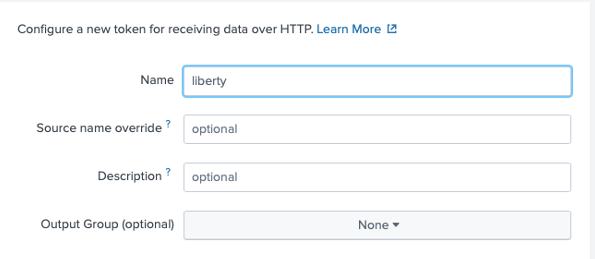 Configure a new token for receiving data over HTTP. Learn More
Name liberty
Source name override ? optional
Description ? optional
Output Group (optional) None